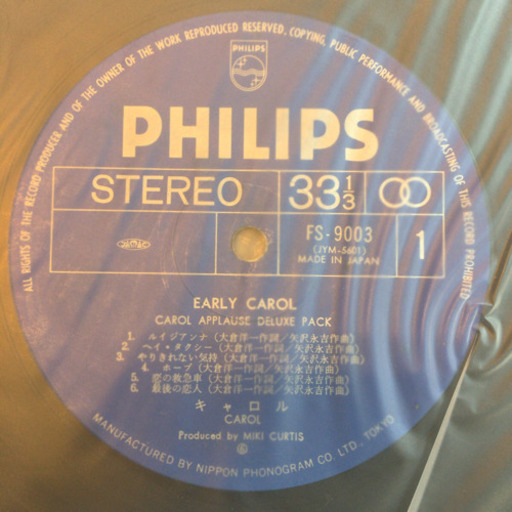 ALL RIGHTS OF THE RECORD PRODUCER AND OF THE OWNER OF THE WORK REPRODUCED RESERVED. COPYING, PUBLIC PERFORMANCE AND BROADCASTING OF THIS RECORD PROHIBITED
PHILIPS
PHILIPS
STEREO 33 1/3
FS-9003
(JYM-5601)
MADE IN JAPAN
1
EARLY CAROL
CAROL APPLAUSE DELUXE PACK
1. ルイジアンナ (大倉洋一作詞/矢沢永吉作曲)
2. ヘイ・タクシー (大倉洋一作詞/矢沢永吉作曲)
3. やりきれない気持 (大倉洋一作詞/矢沢永吉作曲)
4. ホープ (大倉洋一作詞/矢沢永吉作曲)
5. 恋の救急車 (大倉洋一作詞/矢沢永吉作曲)
6. 最後の恋人 (大倉洋一作詞/矢沢永吉作曲)
キャロル
CAROL
Produced by MIKI CURTIS
Ⓟ
MANUFACTURED BY NIPPON PHONOGRAM CO. LTD., TOKYO